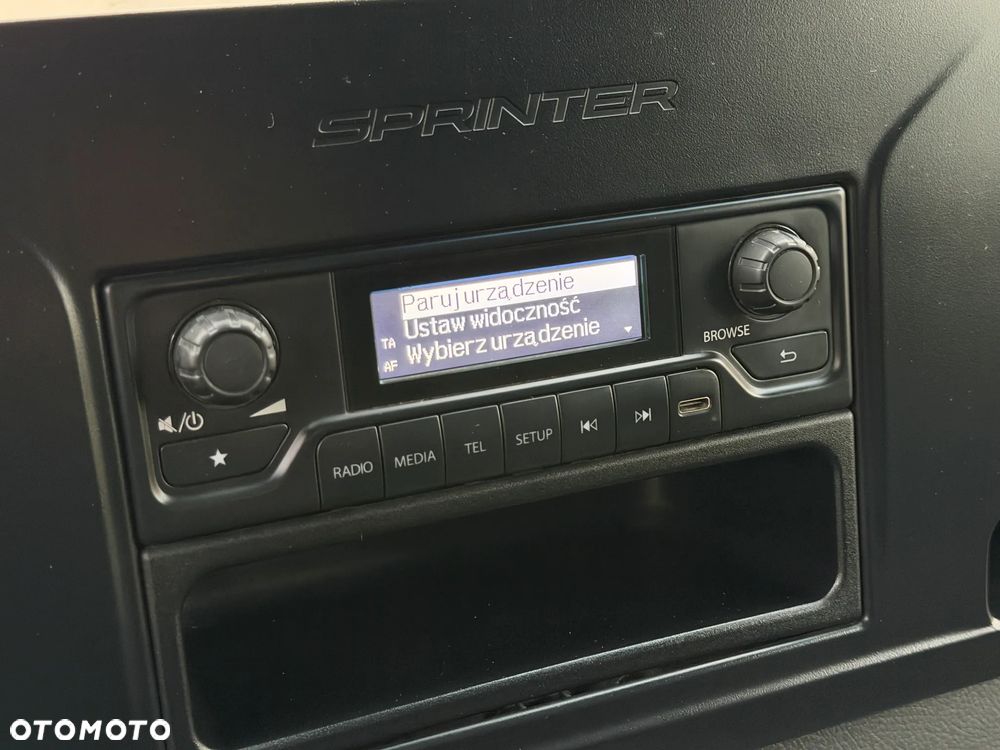 SPRINTER
Paruj urządzenie
Ustaw widoczność
TA
Wybierz urządzenie
AF
BROWSE
RADIO
MEDIA
TEL
SETUP
OTOMOTO